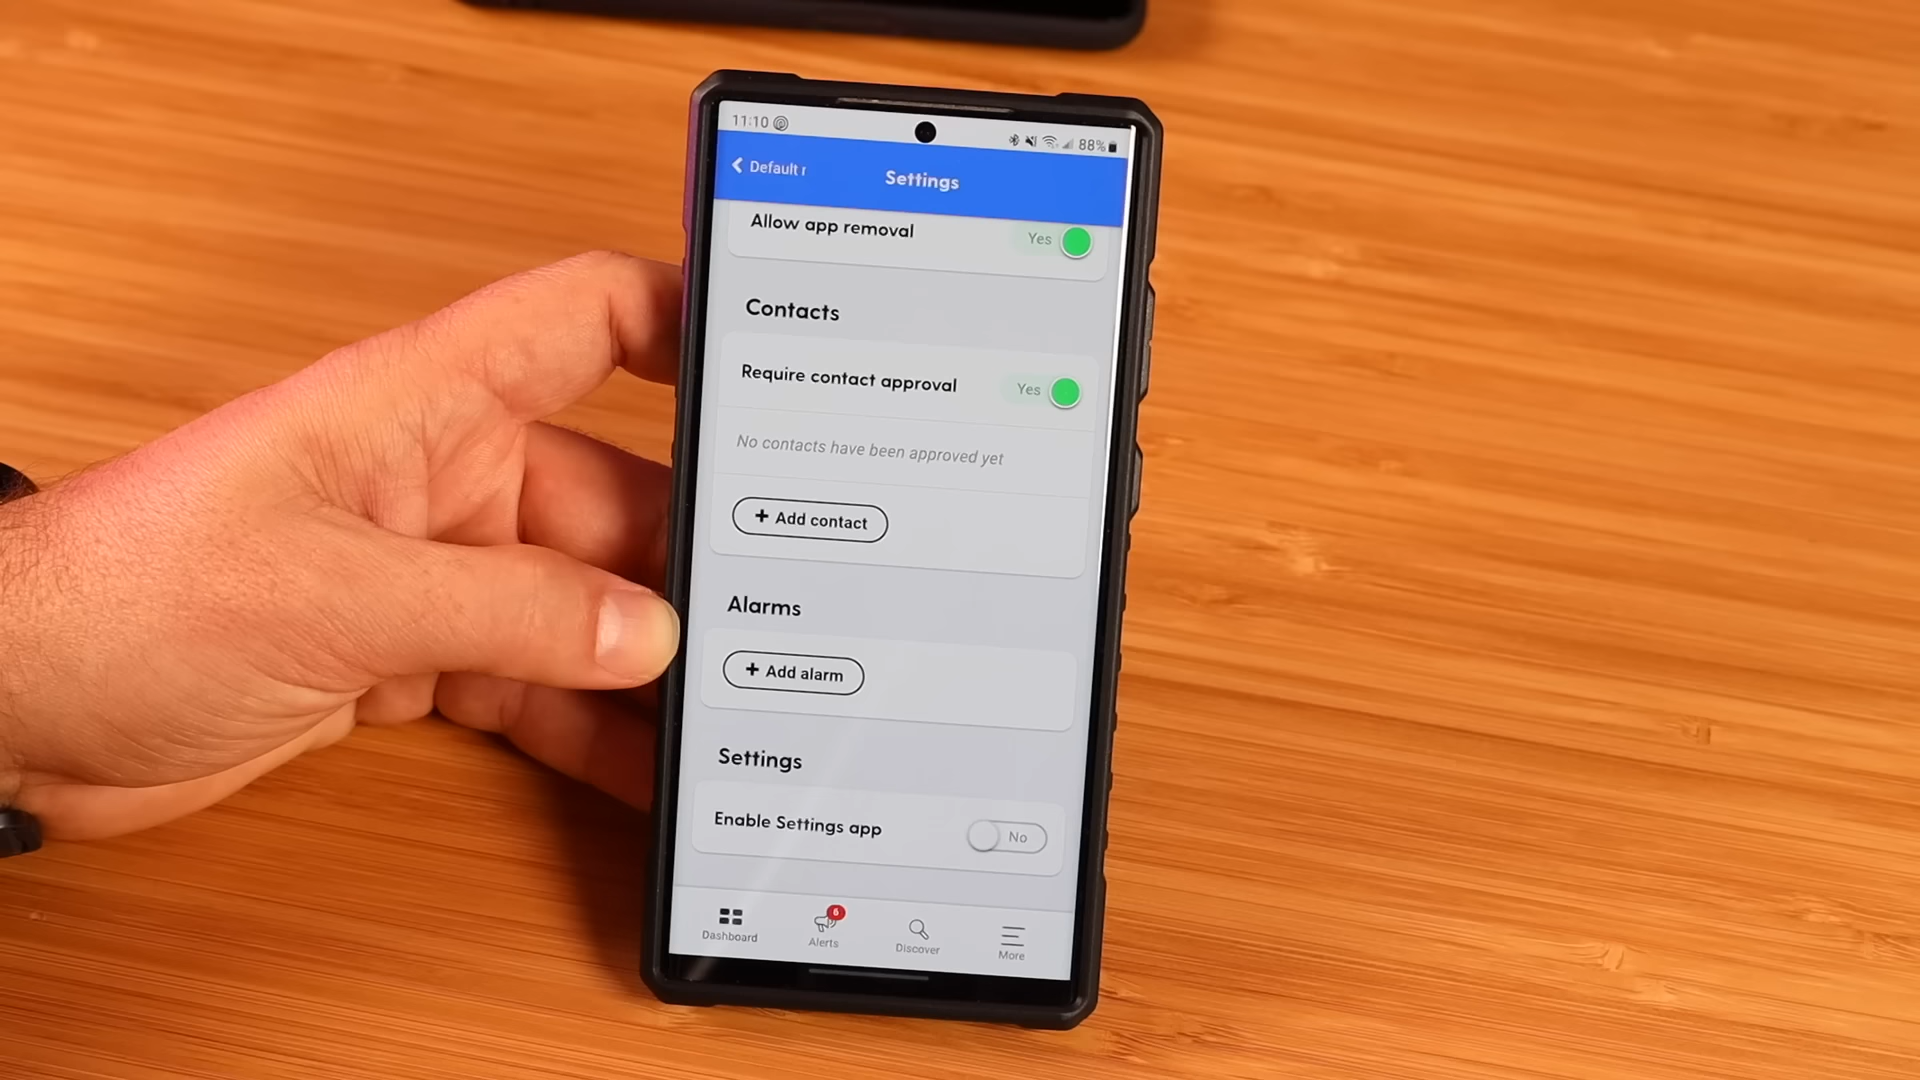 11:10
88%
Default r
Settings
Allow app removal
Yes
Contacts
Require contact approval
Yes
No contacts have been approved yet
+ Add contact
Alarms
+ Add alarm
Settings
Enable Settings app
No
6
Dashboard
Alerts
Discover
More